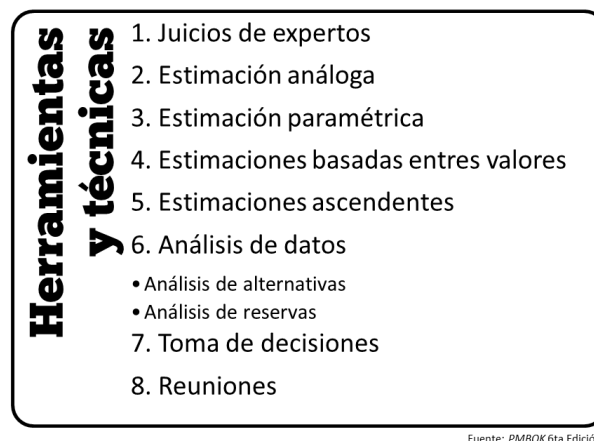 Herramientas
y técnicas
1. Juicios de expertos
2. Estimación análoga
3. Estimación paramétrica
4. Estimaciones basadas entres valores
5. Estimaciones ascendentes
6. Análisis de datos
• Análisis de alternativas
• Análisis de reservas
7. Toma de decisiones
8. Reuniones
Fuente: PMBOK 6ta Edició